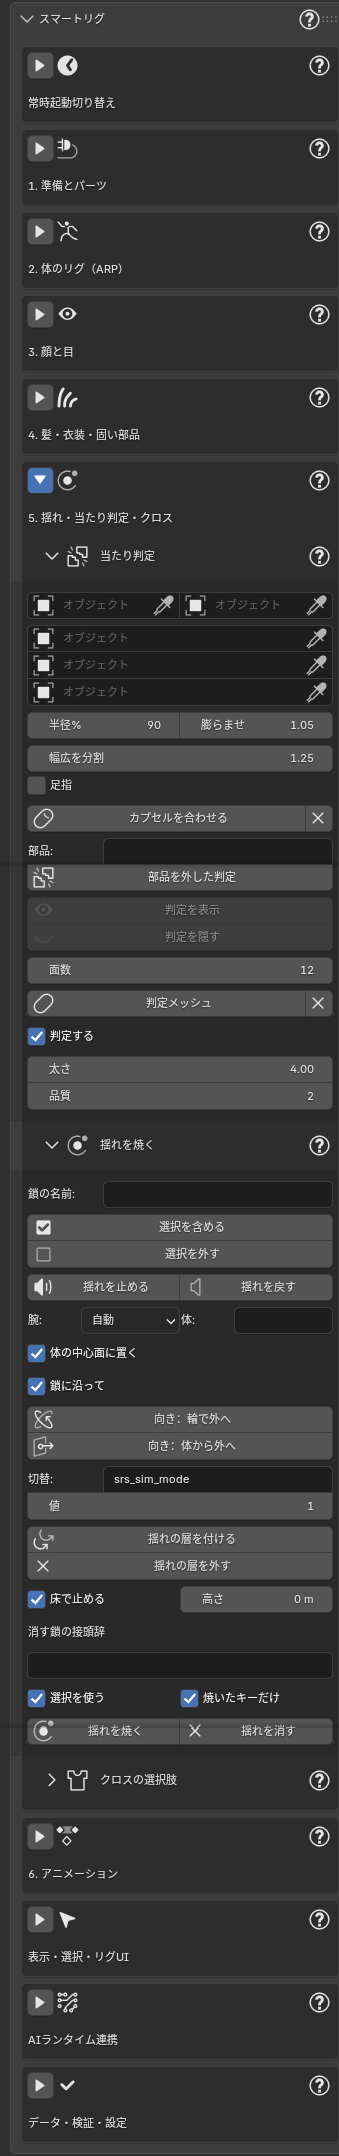 スマートリグ
常時起動切り替え
1. 準備とパーツ
2. 体のリグ（ARP）
3. 顔と目
4. 髪・衣装・固い部品
5. 揺れ・当たり判定・クロス
当たり判定
オブジェクト オブジェクト
オブジェクト
オブジェクト
オブジェクト
半径% 90 膨らませ 1.05
幅広を分割 1.25
足指
カプセルを合わせる
部品:
部品を外した判定
判定を表示
判定を隠す
面数 12
判定メッシュ
判定する
太さ 4.00
品質 2
揺れを焼く
鎖の名前:
選択を含める
選択を外す
揺れを止める 揺れを戻す
腕: 自動 体:
体の中心面に置く
鎖に沿って
向き: 輪で外へ
向き: 体から外へ
切替: srs_sim_mode
値 1
揺れの層を付ける
揺れの層を外す
床で止める 高さ 0 m
消す鎖の接頭辞
選択を使う 焼いたキーだけ
揺れを焼く 揺れを消す
クロスの選択肢
6. アニメーション
表示・選択・リグUI
AIランタイム連携
データ・検証・設定